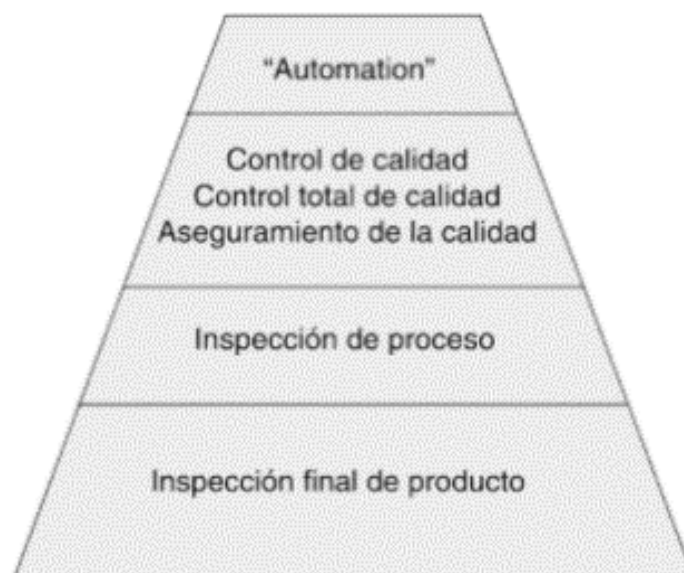 “Automation”
Control de calidad
Control total de calidad
Aseguramiento de la calidad
Inspección de proceso
Inspección final de producto